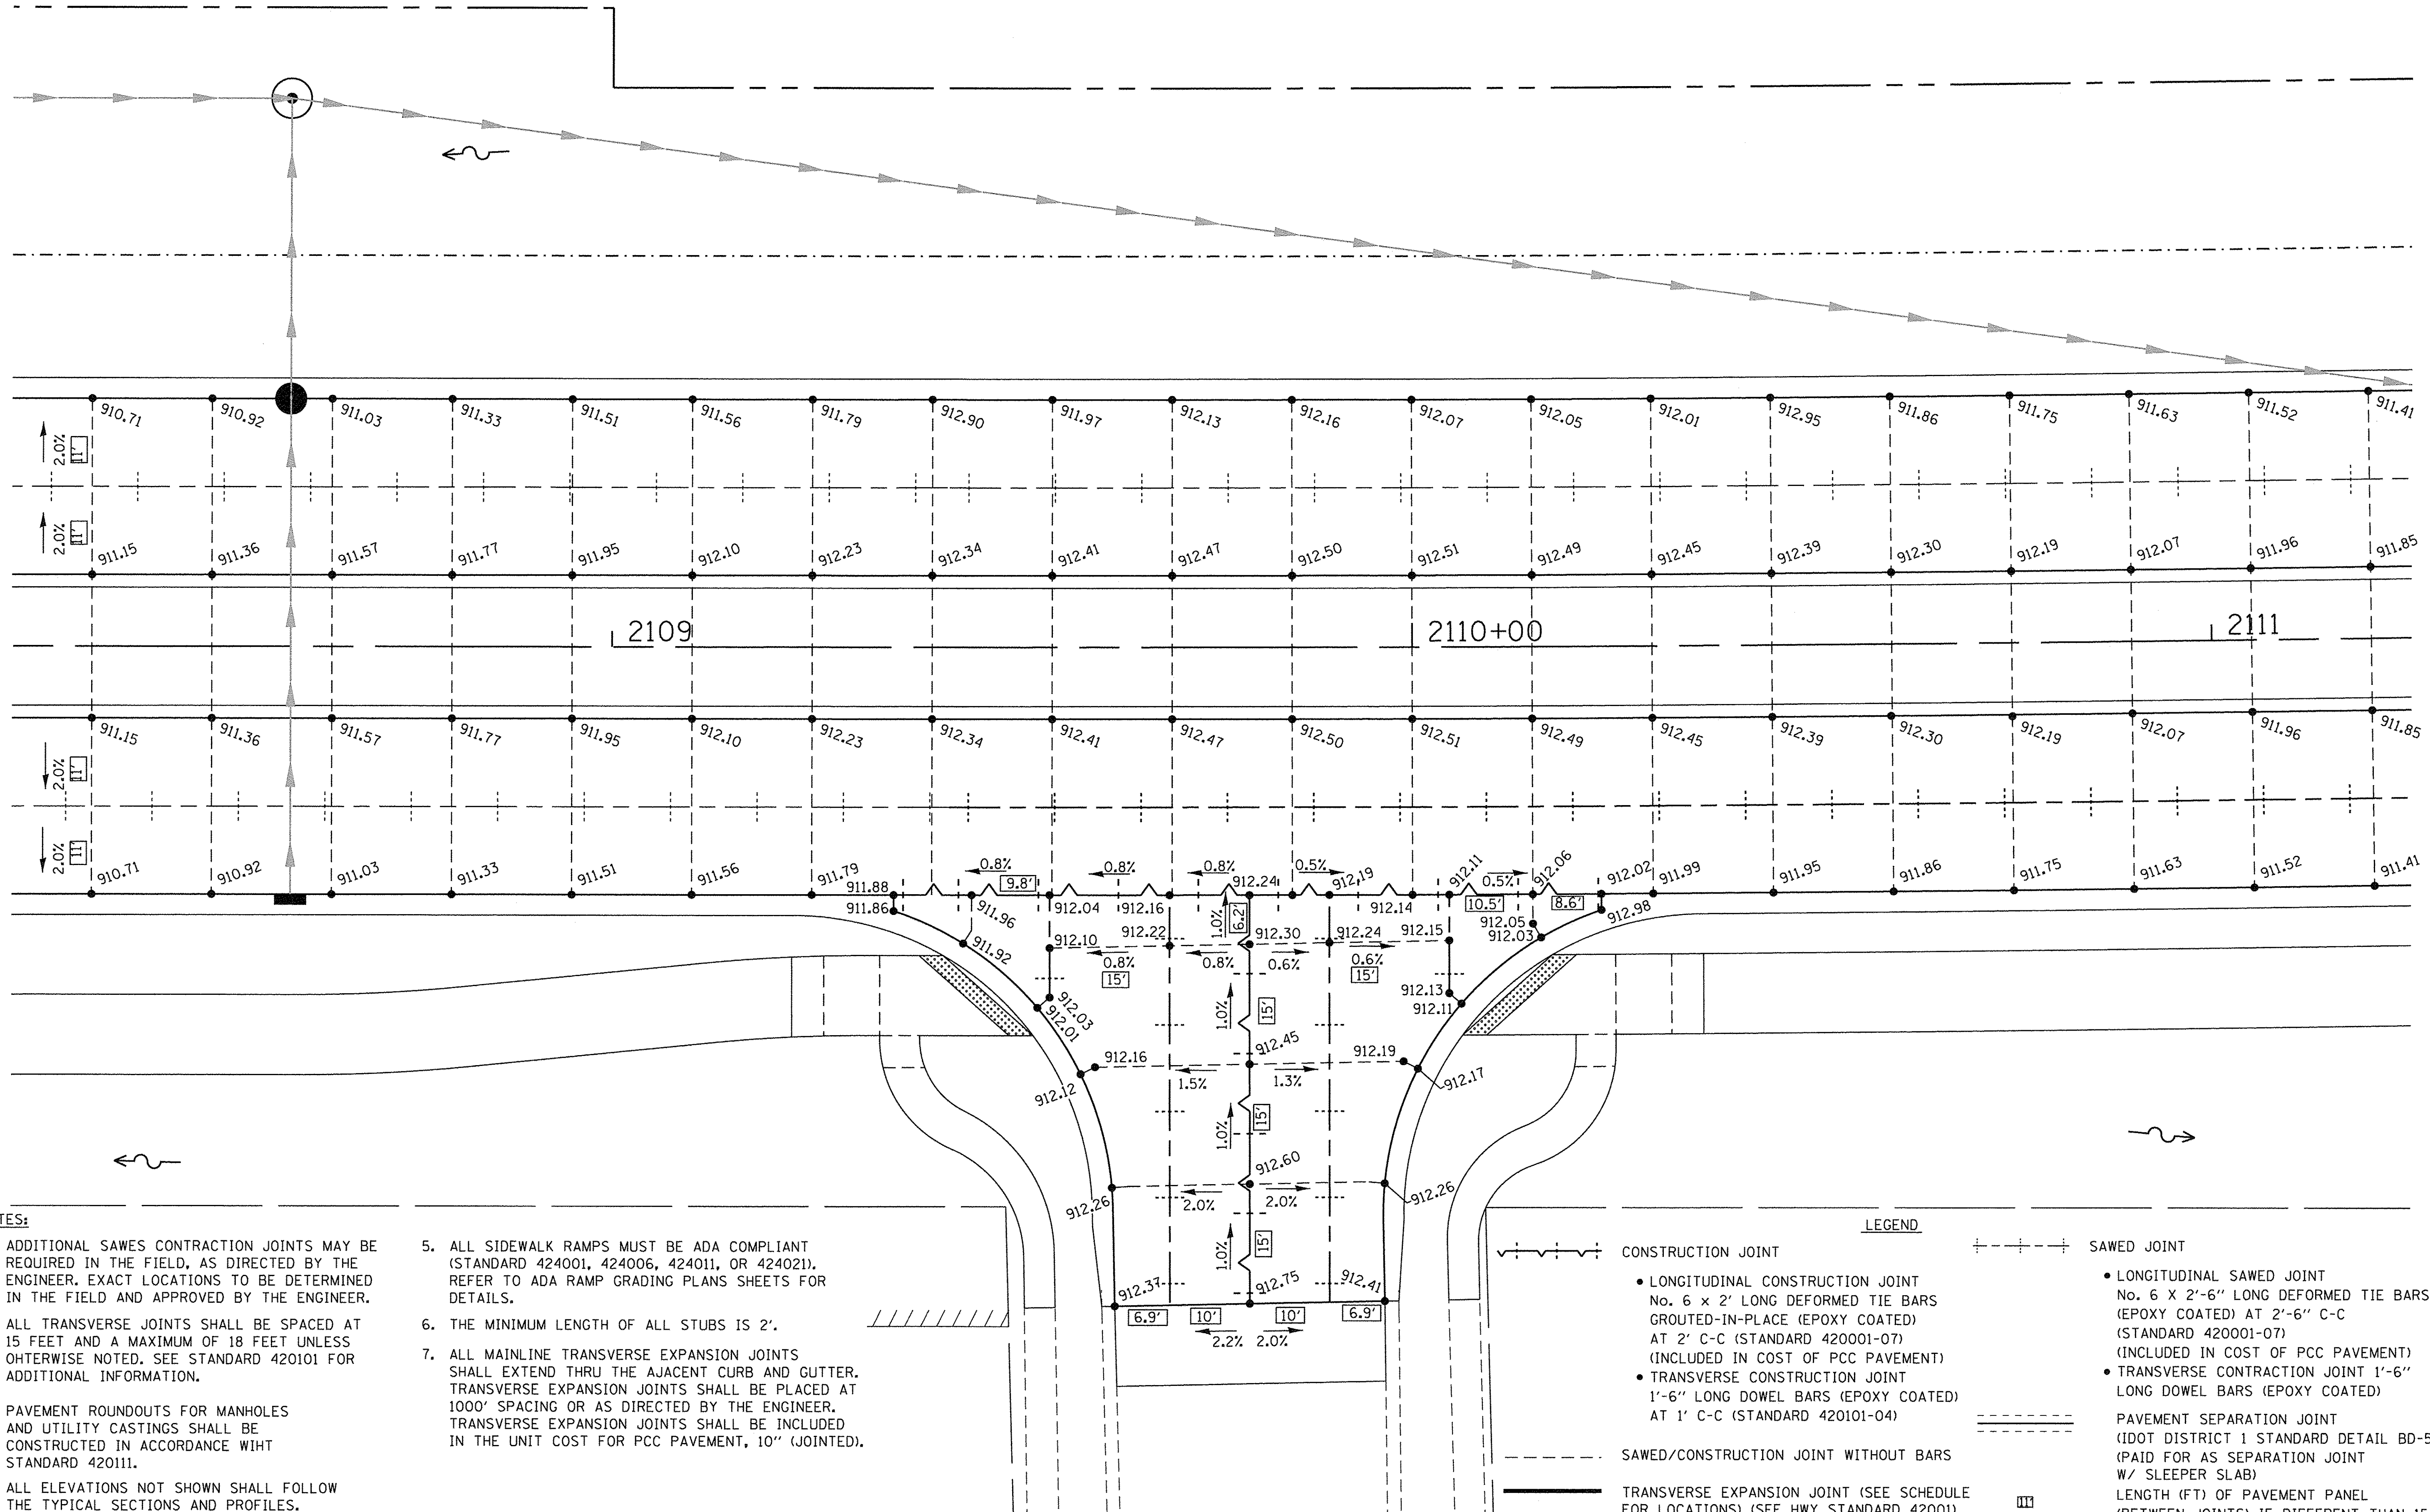 910.71 910.92 911.03 911.33 911.51 911.56 911.79 912.90 911.97 912.13 912.16 912.07 912.05 912.01 912.95 911.86 911.75 911.63 911.52 911.41
2.0% 11'
2.0% 11'
911.15 911.36 911.57 911.77 911.95 912.10 912.23 912.34 912.41 912.47 912.50 912.51 912.49 912.45 912.39 912.30 912.19 912.07 911.96 911.85
2109 2110+00 2111
911.15 911.36 911.57 911.77 911.95 912.10 912.23 912.34 912.41 912.47 912.50 912.51 912.49 912.45 912.39 912.30 912.19 912.07 911.96 911.85
2.0% 11'
2.0% 11'
0.8% 0.8% 0.8% 0.5% 912.11 912.06
910.71 910.92 911.03 911.33 911.51 911.56 911.79 911.88 9.8' 912.24 912.19 0.5% 912.02 911.99 911.95 911.86 911.75 911.63 911.52 911.41
911.86 911.96 912.04 912.16 1.0% 6.2' 912.14 10.5' 8.6' 912.98
911.92 912.10 912.22 912.30 912.24 912.15 912.05
912.03
0.8% 0.8% 0.6% 0.6%
15' 15'
912.03 912.01 1.0% 15' 912.13
912.11
912.16 912.45 912.19
912.12 1.5% 1.3% 912.17
1.0% 15'
912.60
912.26 2.0% 2.0% 912.26
1.0% 15'
912.37 912.75 912.41
6.9' 10' 10' 6.9'
2.2% 2.0%
TES:
ADDITIONAL SAWES CONTRACTION JOINTS MAY BE
REQUIRED IN THE FIELD, AS DIRECTED BY THE
ENGINEER. EXACT LOCATIONS TO BE DETERMINED
IN THE FIELD AND APPROVED BY THE ENGINEER.
ALL TRANSVERSE JOINTS SHALL BE SPACED AT
15 FEET AND A MAXIMUM OF 18 FEET UNLESS
OHTERWISE NOTED. SEE STANDARD 420101 FOR
ADDITIONAL INFORMATION.
PAVEMENT ROUNDOUTS FOR MANHOLES
AND UTILITY CASTINGS SHALL BE
CONSTRUCTED IN ACCORDANCE WIHT
STANDARD 420111.
ALL ELEVATIONS NOT SHOWN SHALL FOLLOW
THE TYPICAL SECTIONS AND PROFILES.
5. ALL SIDEWALK RAMPS MUST BE ADA COMPLIANT
(STANDARD 424001, 424006, 424011, OR 424021).
REFER TO ADA RAMP GRADING PLANS SHEETS FOR
DETAILS.
6. THE MINIMUM LENGTH OF ALL STUBS IS 2'.
7. ALL MAINLINE TRANSVERSE EXPANSION JOINTS
SHALL EXTEND THRU THE AJACENT CURB AND GUTTER.
TRANSVERSE EXPANSION JOINTS SHALL BE PLACED AT
1000' SPACING OR AS DIRECTED BY THE ENGINEER.
TRANSVERSE EXPANSION JOINTS SHALL BE INCLUDED
IN THE UNIT COST FOR PCC PAVEMENT, 10'' (JOINTED).
LEGEND
CONSTRUCTION JOINT
• LONGITUDINAL CONSTRUCTION JOINT
No. 6 x 2' LONG DEFORMED TIE BARS
GROUTED-IN-PLACE (EPOXY COATED)
AT 2' C-C (STANDARD 420001-07)
(INCLUDED IN COST OF PCC PAVEMENT)
• TRANSVERSE CONSTRUCTION JOINT
1'-6'' LONG DOWEL BARS (EPOXY COATED)
AT 1' C-C (STANDARD 420101-04)
SAWED/CONSTRUCTION JOINT WITHOUT BARS
TRANSVERSE EXPANSION JOINT (SEE SCHEDULE
FOR LOCATIONS) (SEE HWY STANDARD 42001)
SAWED JOINT
• LONGITUDINAL SAWED JOINT
No. 6 X 2'-6'' LONG DEFORMED TIE BARS
(EPOXY COATED) AT 2'-6'' C-C
(STANDARD 420001-07)
(INCLUDED IN COST OF PCC PAVEMENT)
• TRANSVERSE CONTRACTION JOINT 1'-6''
LONG DOWEL BARS (EPOXY COATED)
PAVEMENT SEPARATION JOINT
(IDOT DISTRICT 1 STANDARD DETAIL BD-5
(PAID FOR AS SEPARATION JOINT
W/ SLEEPER SLAB)
11' LENGTH (FT) OF PAVEMENT PANEL
(BETWEEN JOINTS) IF DIFFERENT THAN 15